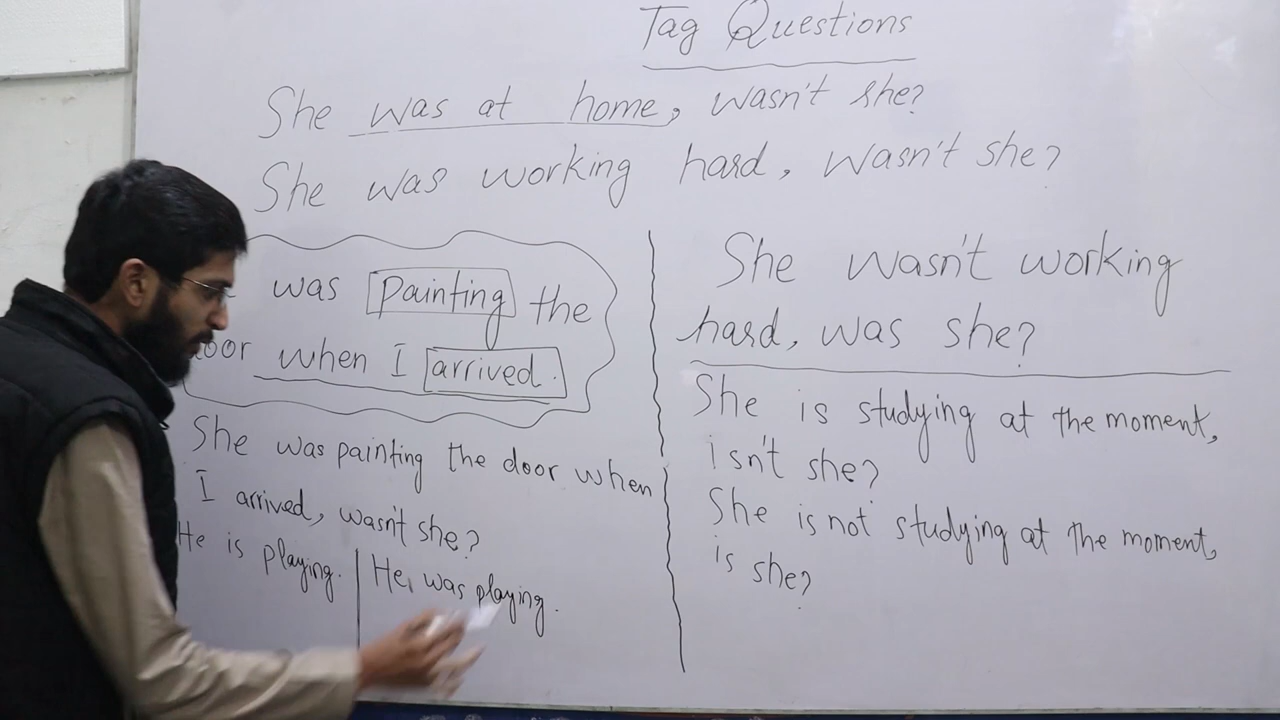 Tag Questions
She was at home, wasn't she?
She was working hard, wasn't she?
was painting the
door when I arrived.
She was painting the door when
I arrived, wasn't she?
He is playing.
He was playing.
She wasn't working
hard, was she?
She is studying at the moment,
isn't she?
She is not studying at the moment,
is she?